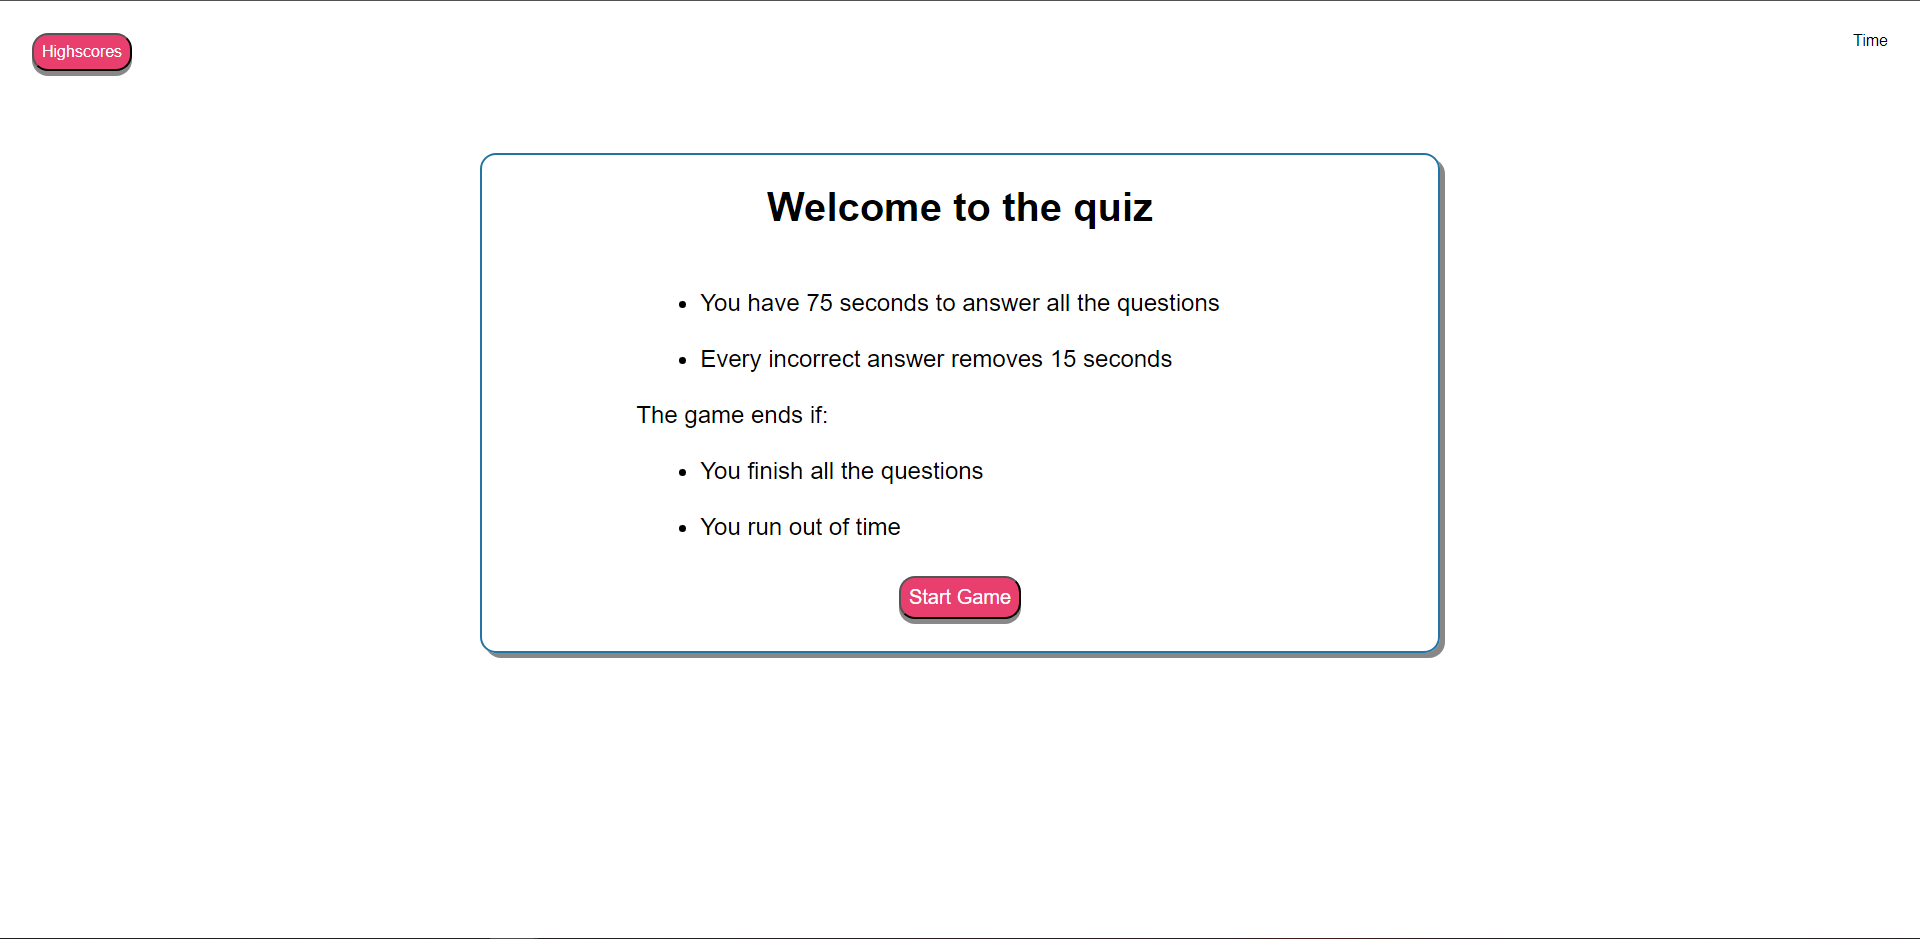 Highscores
Time
Welcome to the quiz
You have 75 seconds to answer all the questions
Every incorrect answer removes 15 seconds
The game ends if:
You finish all the questions
You run out of time
Start Game